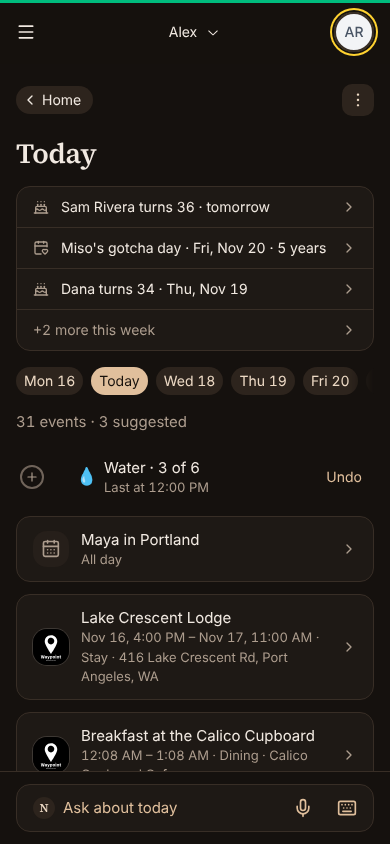 Alex
AR
Home
Today
Sam Rivera turns 36 · tomorrow
Miso's gotcha day · Fri, Nov 20 · 5 years
Dana turns 34 · Thu, Nov 19
+2 more this week
Mon 16
Today
Wed 18
Thu 19
Fri 20
31 events · 3 suggested
Water · 3 of 6
Last at 12:00 PM
Undo
Maya in Portland
All day
Lake Crescent Lodge
Nov 16, 4:00 PM – Nov 17, 11:00 AM ·
Stay · 416 Lake Crescent Rd, Port
Angeles, WA
Waypoint
Breakfast at the Calico Cupboard
12:08 AM – 1:08 AM · Dining · Calico
Waypoint
N
Ask about today